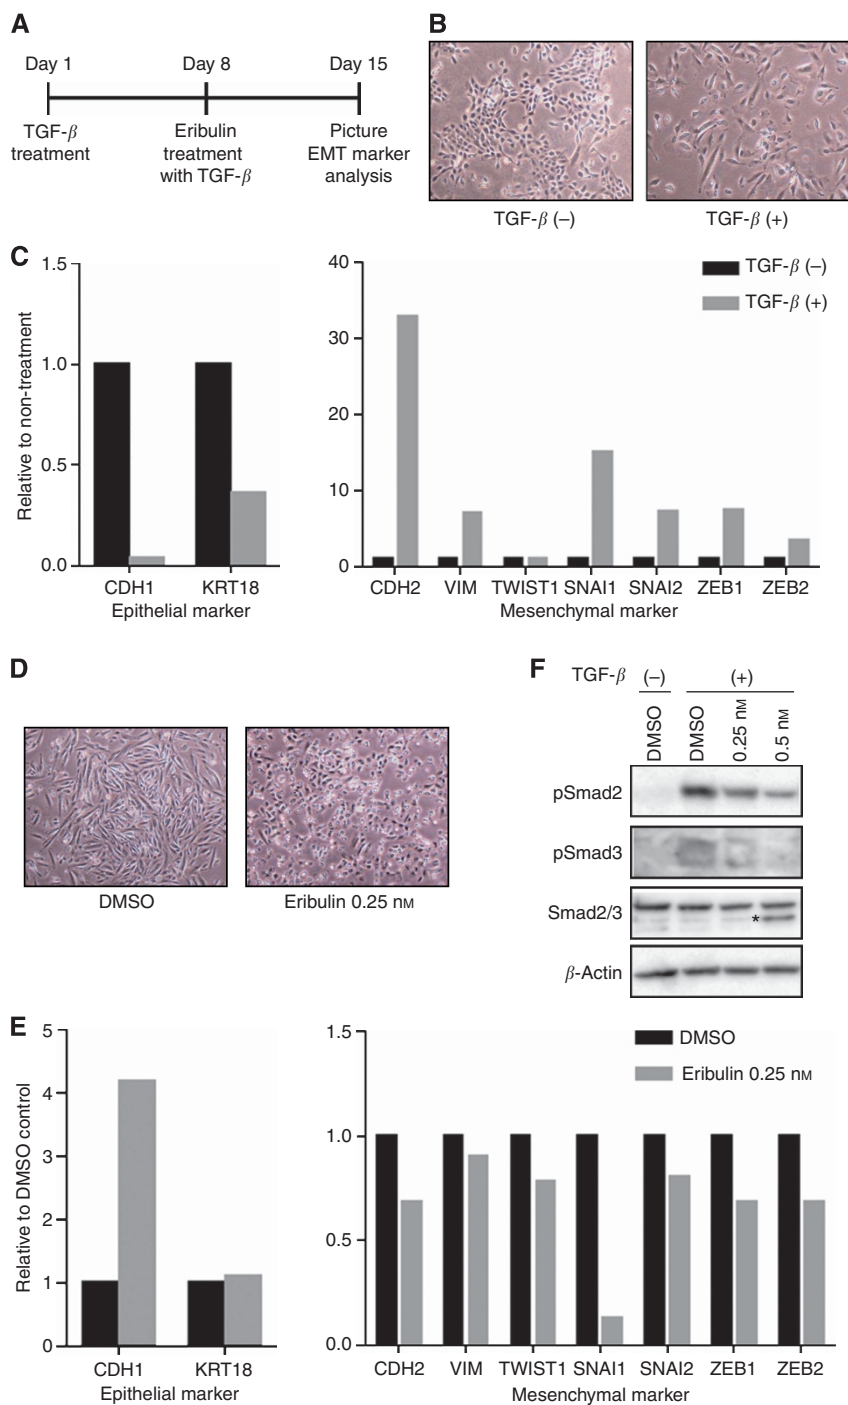 A
Day 1
Day 8
Day 15
TGF-β
treatment
Eribulin
treatment
with TGF-β
Picture
EMT marker
analysis
B
TGF-β (–)
TGF-β (+)
C
Relative to non-treatment
1.5
1.0
0.5
0.0
CDH1
KRT18
Epithelial marker
40
30
20
10
0
TGF-β (–)
TGF-β (+)
CDH2
VIM
TWIST1
SNAI1
SNAI2
ZEB1
ZEB2
Mesenchymal marker
D
DMSO
Eribulin 0.25 nM
F
TGF-β
(–)
(+)
DMSO
DMSO
0.25 nM
0.5 nM
pSmad2
pSmad3
Smad2/3
*
β-Actin
E
Relative to DMSO control
5
4
3
2
1
0
CDH1
KRT18
Epithelial marker
1.5
1.0
0.5
0.0
DMSO
Eribulin 0.25 nM
CDH2
VIM
TWIST1
SNAI1
SNAI2
ZEB1
ZEB2
Mesenchymal marker